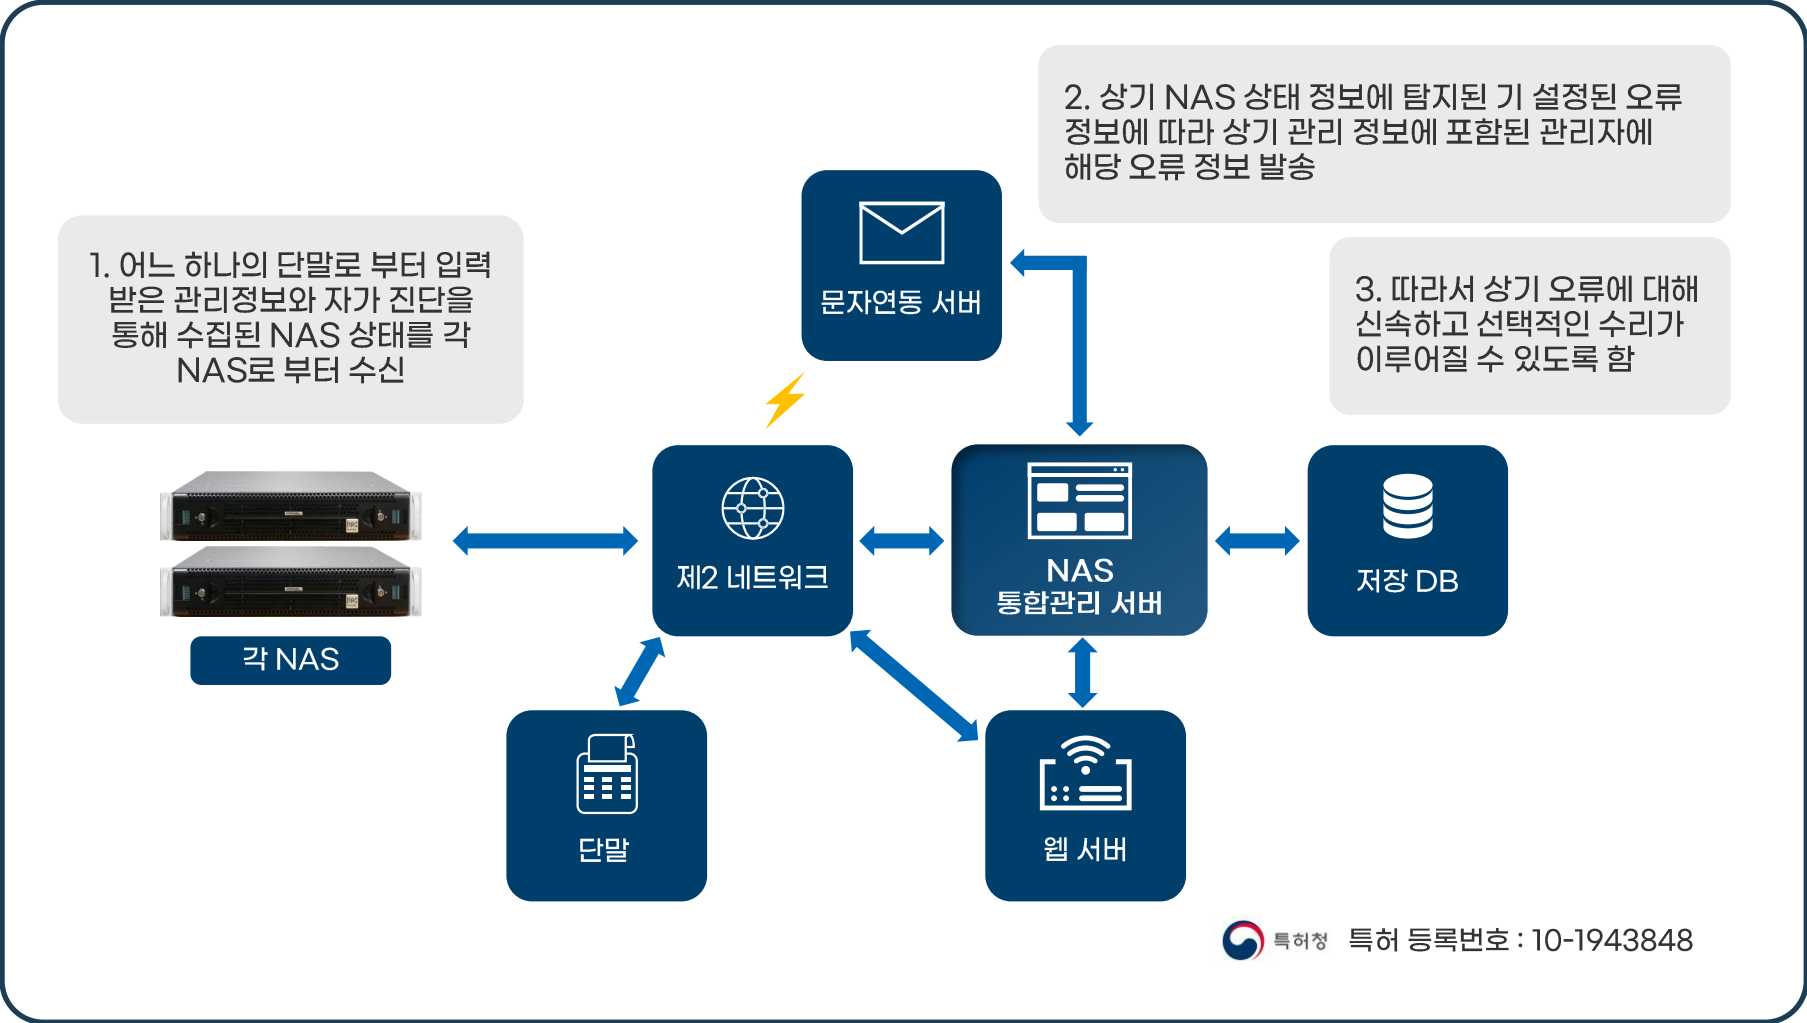 1. 어느 하나의 단말로 부터 입력
받은 관리정보와 자가 진단을
통해 수집된 NAS 상태를 각
NAS로 부터 수신
2. 상기 NAS 상태 정보에 탐지된 기 설정된 오류
정보에 따라 상기 관리 정보에 포함된 관리자에
해당 오류 정보 발송
3. 따라서 상기 오류에 대해
신속하고 선택적인 수리가
이루어질 수 있도록 함
문자연동 서버
각 NAS
제2 네트워크
NAS
통합관리 서버
저장 DB
단말
웹 서버
특허청
특허 등록번호 : 10-1943848